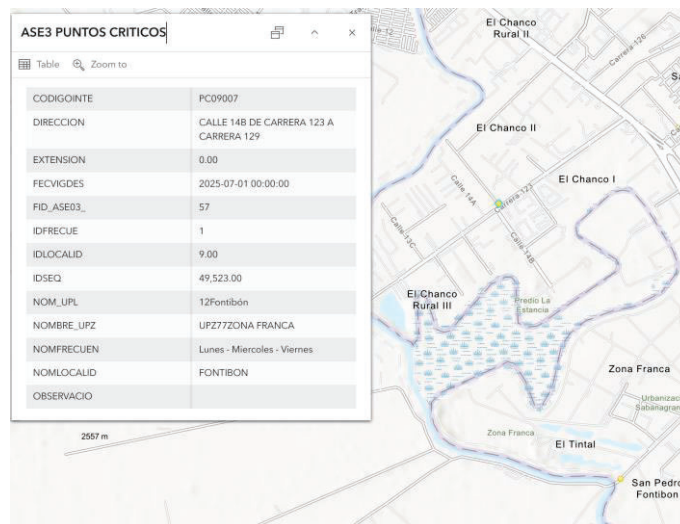 ASE3 PUNTOS CRITICOS
Table Zoom to
CODIGOINTE PC09007
DIRECCION CALLE 14B DE CARRERA 123 A
CARRERA 129
EXTENSION 0.00
FECVIGDES 2025-07-01 00:00:00
FID_ASE03_ 57
IDFRECUE 1
IDLOCALID 9.00
IDSEQ 49,523.00
NOM_UPL 12Fontibón
NOMBRE_UPZ UPZ77ZONA FRANCA
NOMFRECUEN Lunes - Miercoles - Viernes
NOMLOCALID FONTIBON
OBSERVACIO
2557 m
El Chanco
Rural II
Carrera 126
El Chanco II
El Chanco I
Calle 14A
Carrera 123
Calle 13C
Calle 14B
El Chanco
Rural III
Predio La
Estancia
Zona Franca
Urbanizac
Sabanagran
Zona Franca
El Tintal
San Pedro
Fontibon